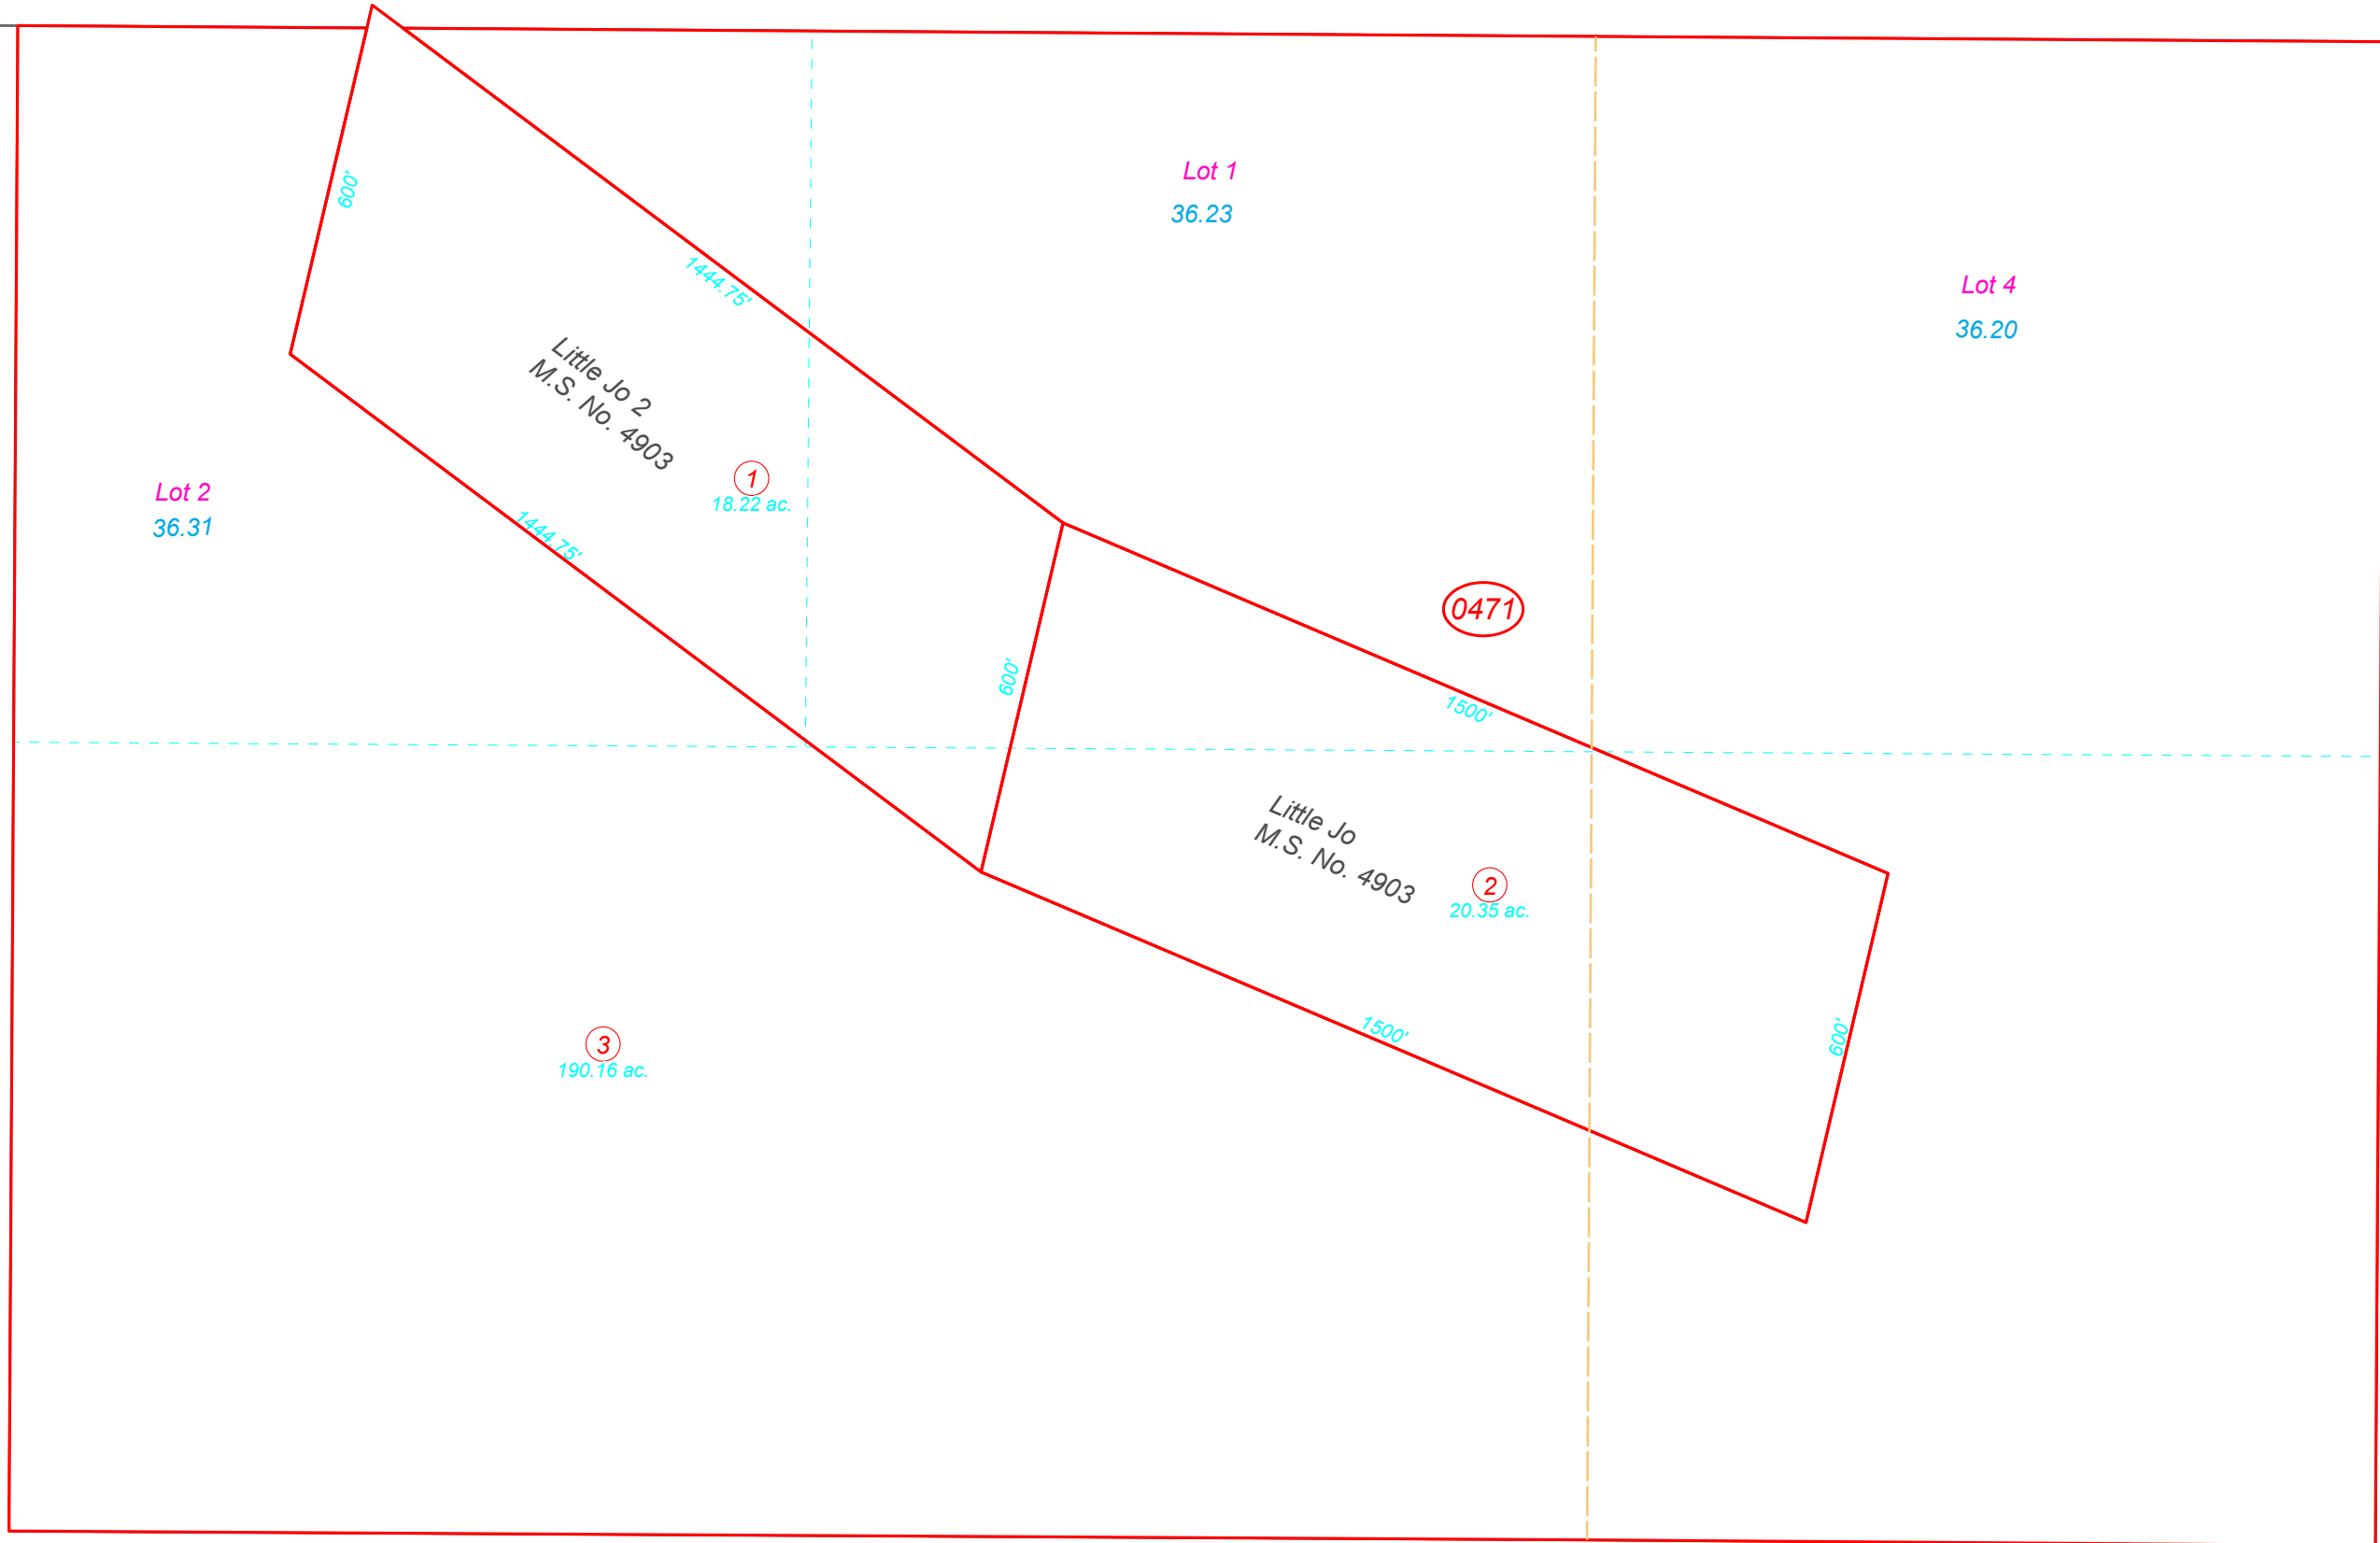 600'
Lot 1
36.23
1444.75'
Lot 4
36.20
Little Jo 2
M.S. No. 4903
1
18.22 ac.
Lot 2
36.31
1444.75'
0471
600'
1500'
Little Jo
M.S. No. 4903
2
20.35 ac.
1500'
600'
3
190.16 ac.